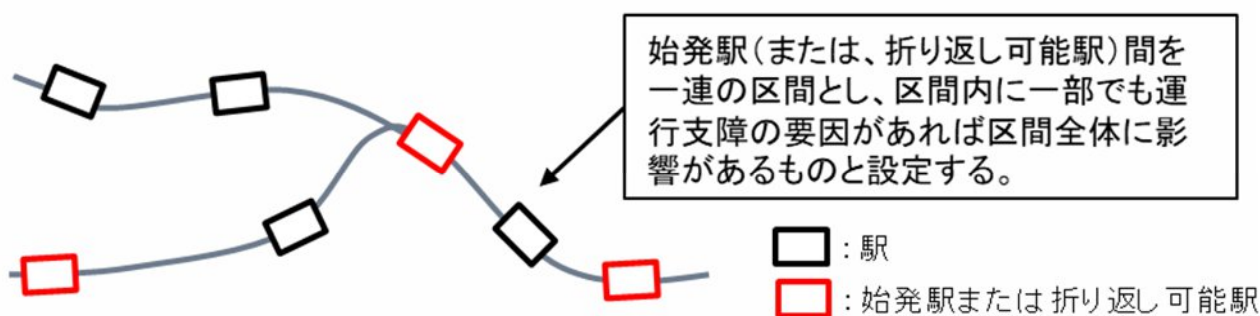 始発駅（または、折り返し可能駅）間を
一連の区間とし、区間内に一部でも運
行支障の要因があれば区間全体に影
響があるものと設定する。
：駅
：始発駅または折り返し可能駅